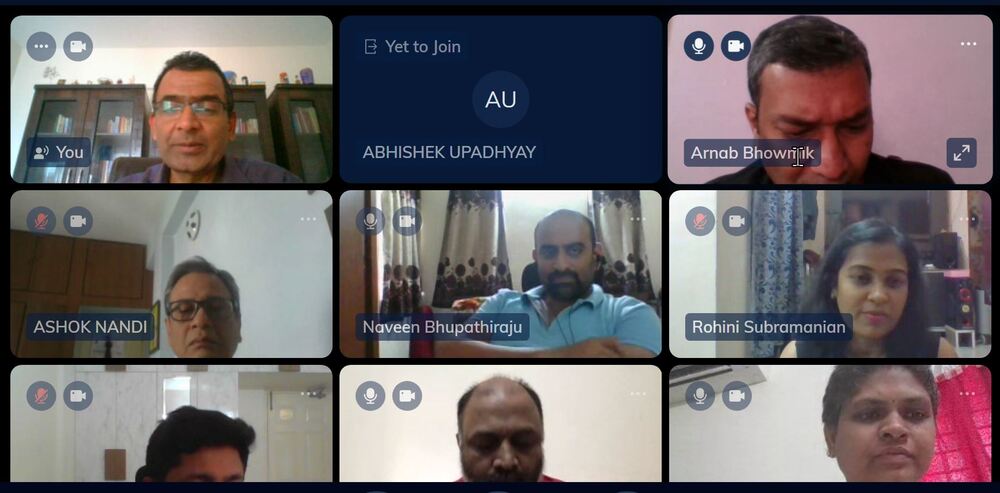 Yet to Join
AU
You
ABHISHEK UPADHYAY
Arnab Bhowmik
ASHOK NANDI
Naveen Bhupathiraju
Rohini Subramanian